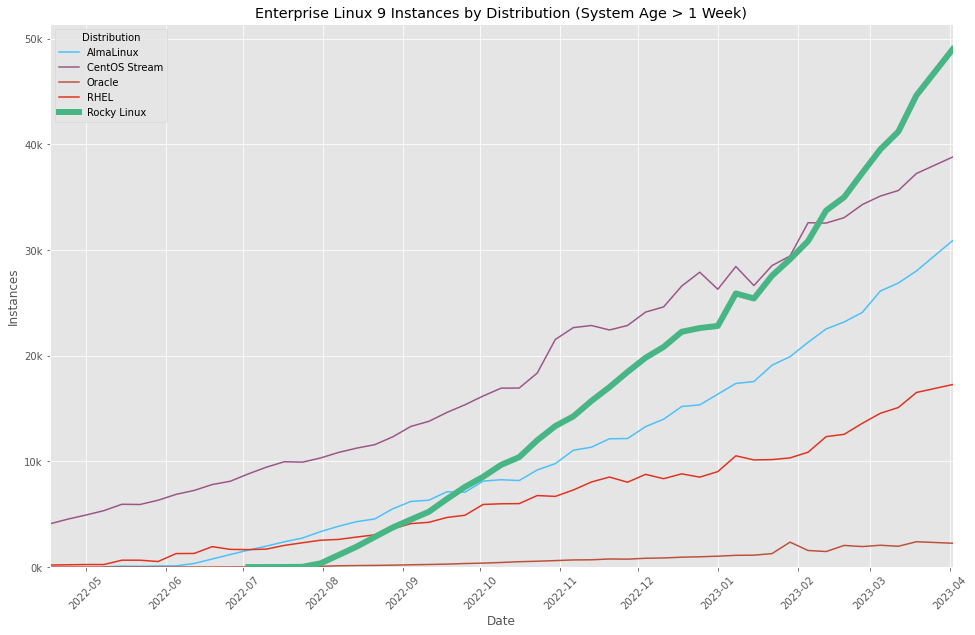 Enterprise Linux 9 Instances by Distribution (System Age > 1 Week)
Distribution
AlmaLinux
CentOS Stream
Oracle
RHEL
Rocky Linux
50k
40k
30k
20k
10k
0k
Instances
2022-05
2022-06
2022-07
2022-08
2022-09
2022-10
2022-11
2022-12
2023-01
2023-02
2023-03
2023-04
Date